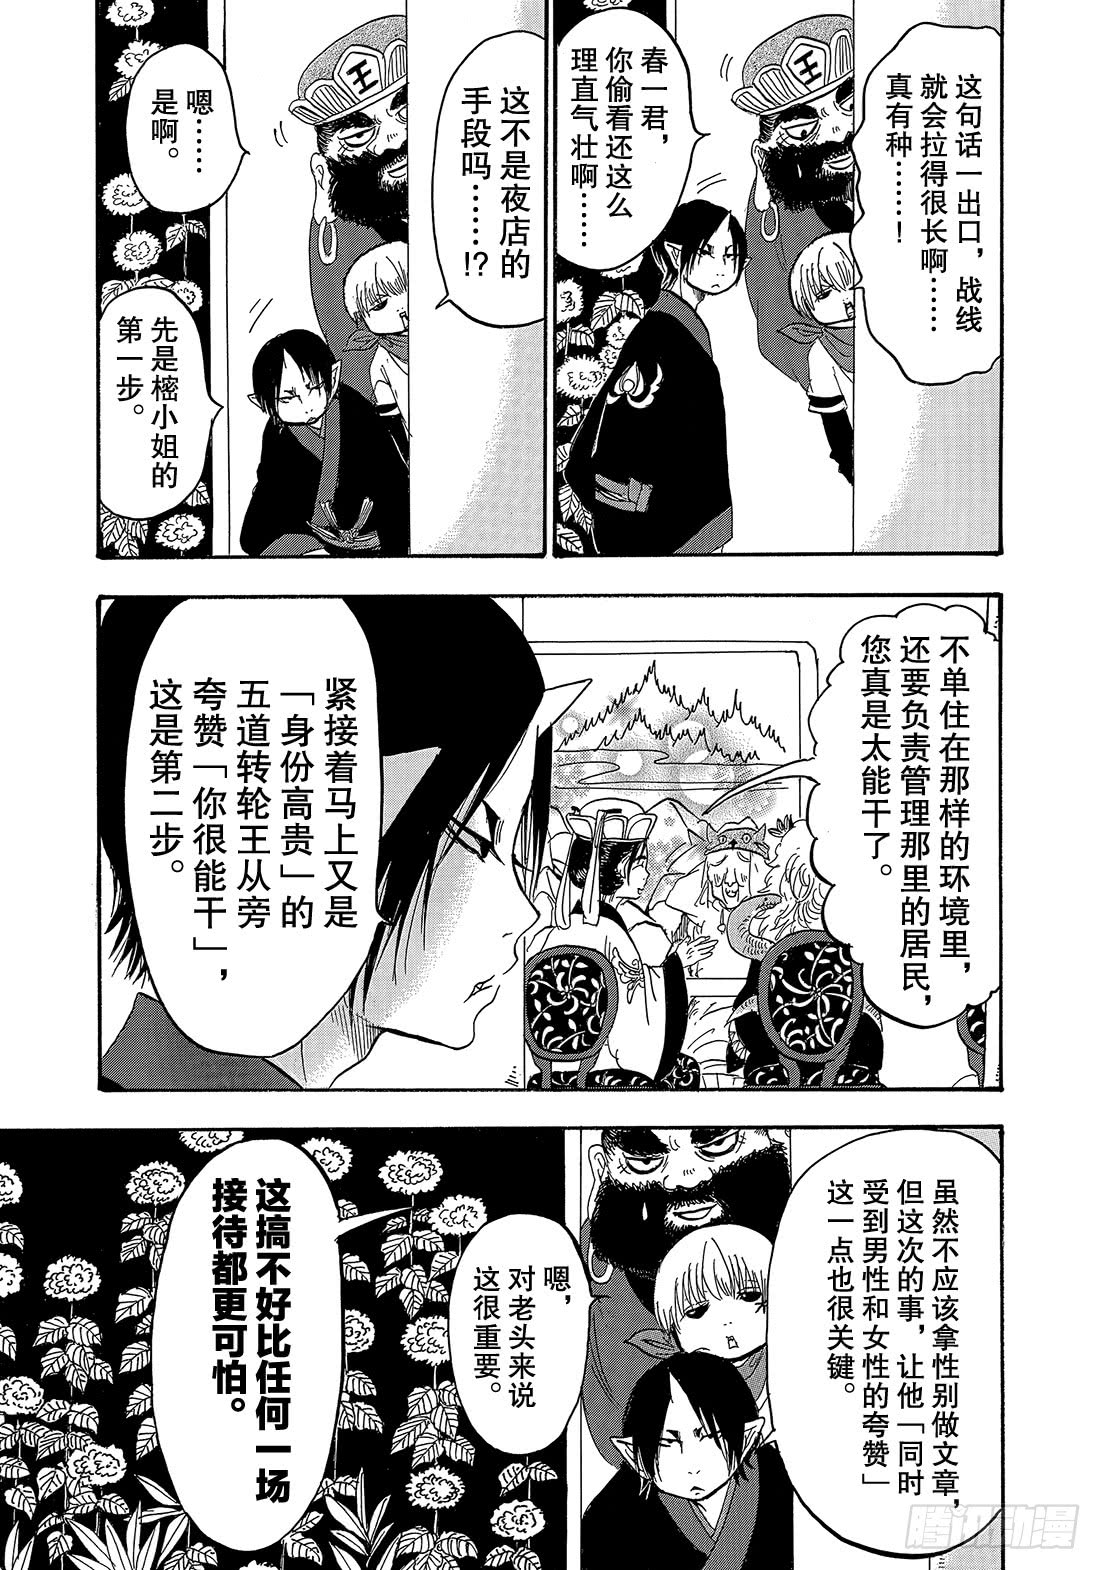 这句话一出口，战线
就会拉得很长啊……
真有种……！
春一君，
你偷看还这么
理直气壮啊……
王
这不是夜店的
手段吗……!?
王
嗯……
是啊。
先是樒小姐的
第一步。
不单住在那样的环境里，
还要负责管理那里的居民，
您真是太能干了。
紧接着马上又是
「身份高贵」的
五道转轮王从旁
夸赞「你很能干」，
这是第二步。
虽然不应该拿性别做文章，
但这次的事，让他「同时
受到男性和女性的夸赞」
这一点也很关键。
嗯，
对老头来说
这很重要。
这搞不好比任何一场
接待都更可怕。
腾讯动漫